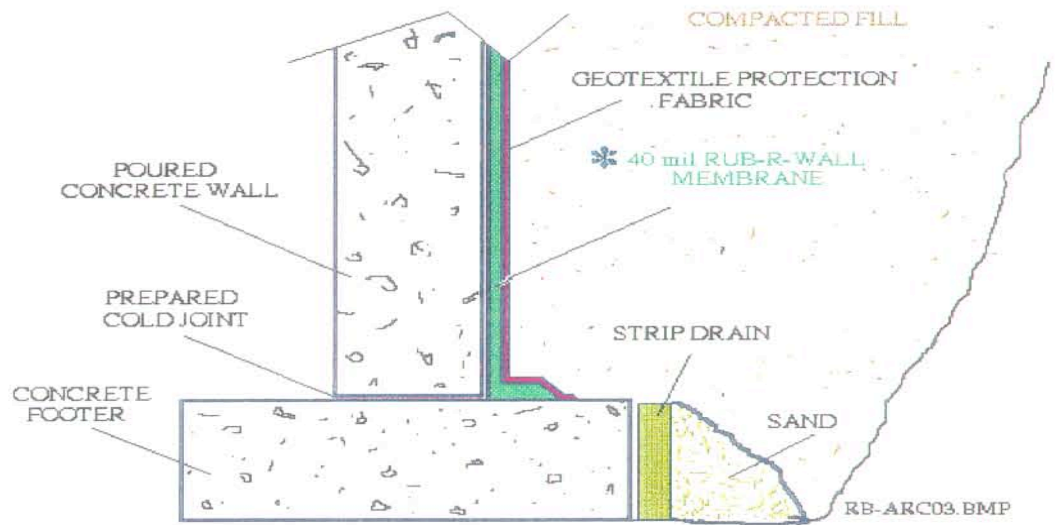 COMPACTED FILL
GEOTEXTILE PROTECTION
FABRIC
40 mil RUB-R-WALL
MEMBRANE
POURED
CONCRETE WALL
PREPARED
COLD JOINT
STRIP DRAIN
CONCRETE
FOOTER
SAND
RB-ARC03.BMP